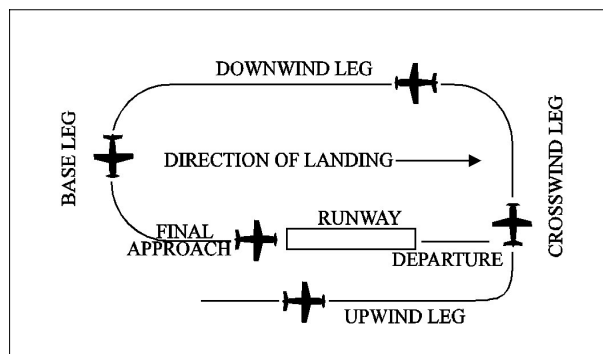 DOWNWIND LEG
BASE LEG
DIRECTION OF LANDING
CROSSWIND LEG
RUNWAY
FINAL
APPROACH
DEPARTURE
UPWIND LEG